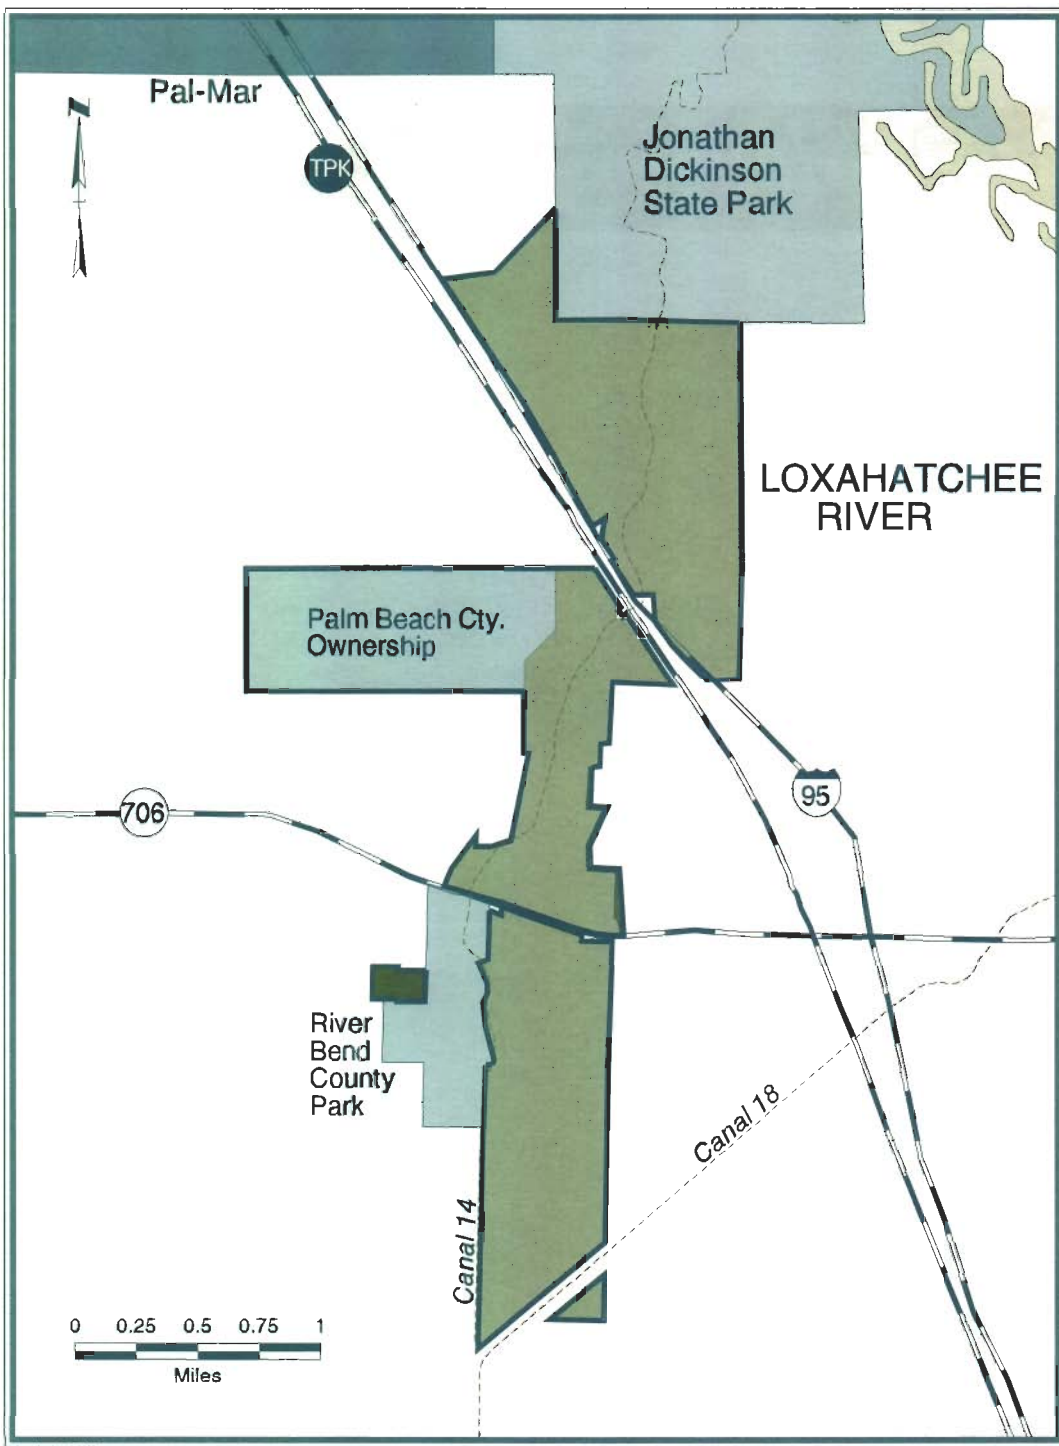 Pal-Mar
N
TPK
Jonathan
Dickinson
State Park
LOXAHATCHEE
RIVER
Palm Beach Cty.
Ownership
95
706
River
Bend
County
Park
Canal 18
Canal 14
0 0.25 0.5 0.75 1
Miles